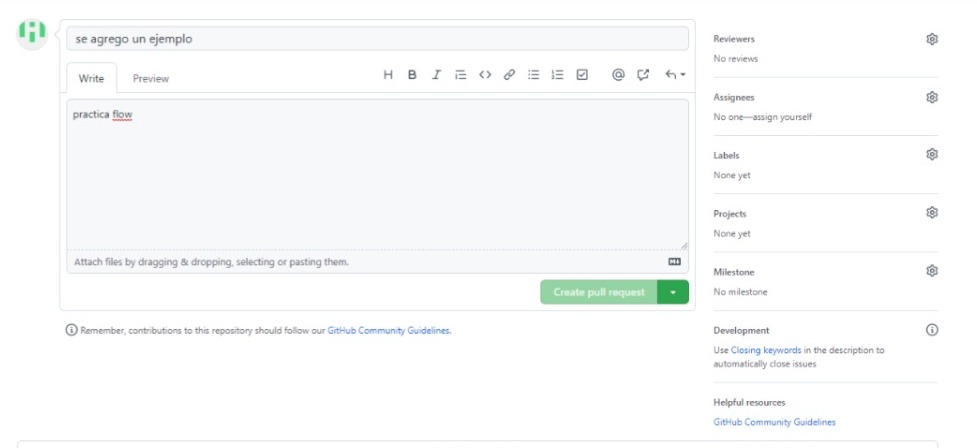 se agrego un ejemplo
Write
Preview
practica flow
Attach files by dragging & dropping, selecting or pasting them.
Create pull request
Remember, contributions to this repository should follow our GitHub Community Guidelines.
Reviewers
No reviews
Assignees
No one—assign yourself
Labels
None yet
Projects
None yet
Milestone
No milestone
Development
Use Closing keywords in the description to
automatically close issues
Helpful resources
GitHub Community Guidelines